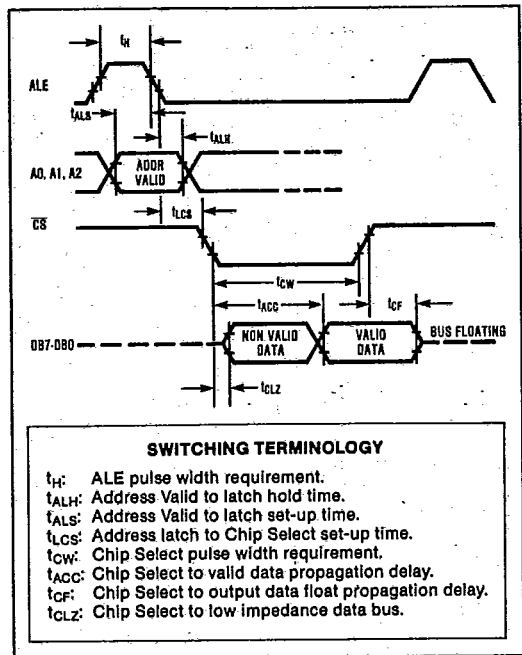 tH
ALE
tALS
tALH
A0, A1, A2
ADDR
VALID
tLCS
CS
tCW
tACC
tCF
DB7-DB0
NON VALID
DATA
VALID
DATA
BUS FLOATING
tCLZ
SWITCHING TERMINOLOGY
tH: ALE pulse width requirement.
tALH: Address Valid to latch hold time.
tALS: Address Valid to latch set-up time.
tLCS: Address latch to Chip Select set-up time.
tCW: Chip Select pulse width requirement.
tACC: Chip Select to valid data propagation delay.
tCF: Chip Select to output data float propagation delay.
tCLZ: Chip Select to low impedance data bus.